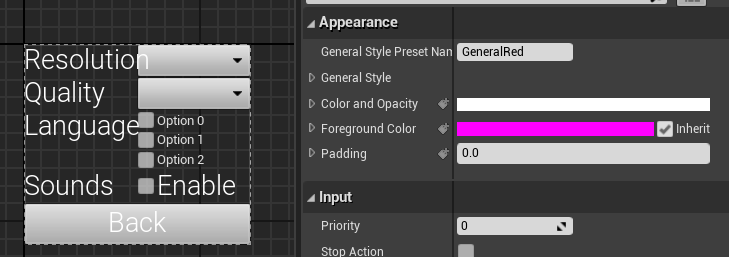 Resolution
Quality
Language
Option 0
Option 1
Option 2
Sounds
Enable
Back
Appearance
General Style Preset Nam
GeneralRed
General Style
Color and Opacity
Foreground Color
Inherit
Padding
0.0
Input
Priority
0
Stop Action